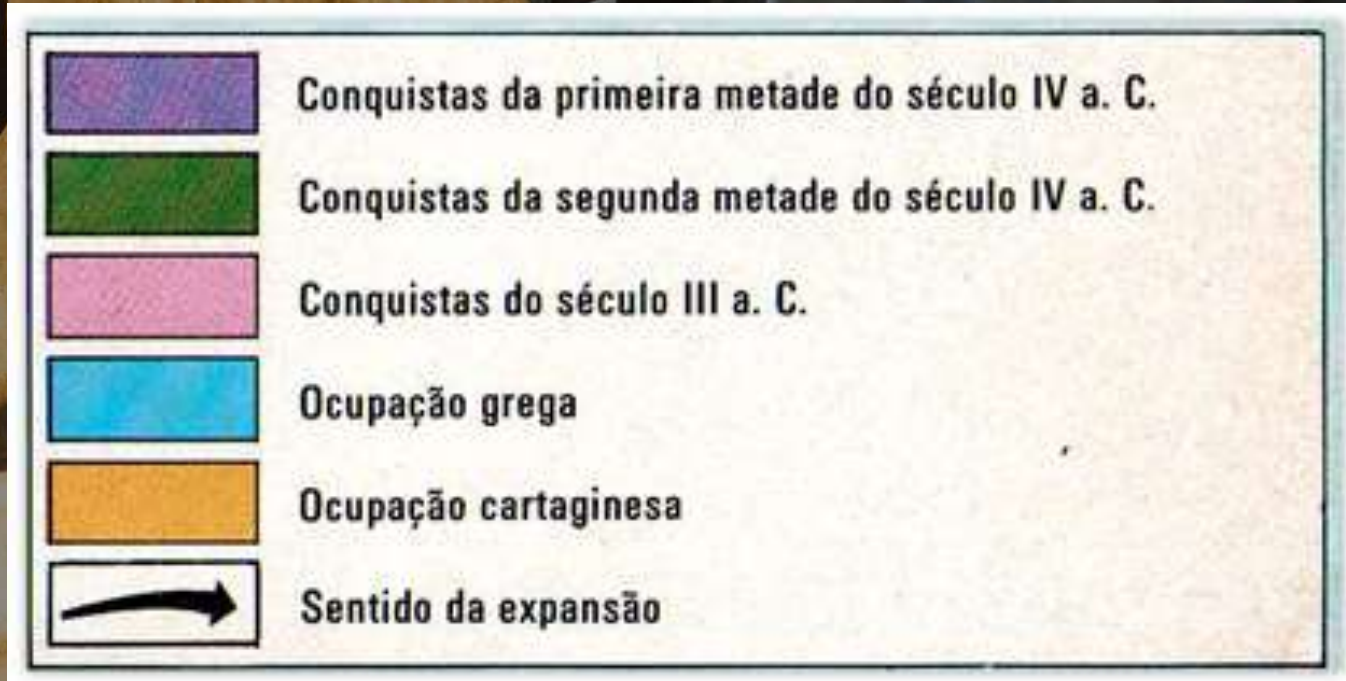 Conquistas da primeira metade do século IV a. C.
Conquistas da segunda metade do século IV a. C.
Conquistas do século III a. C.
Ocupação grega
Ocupação cartaginesa
Sentido da expansão